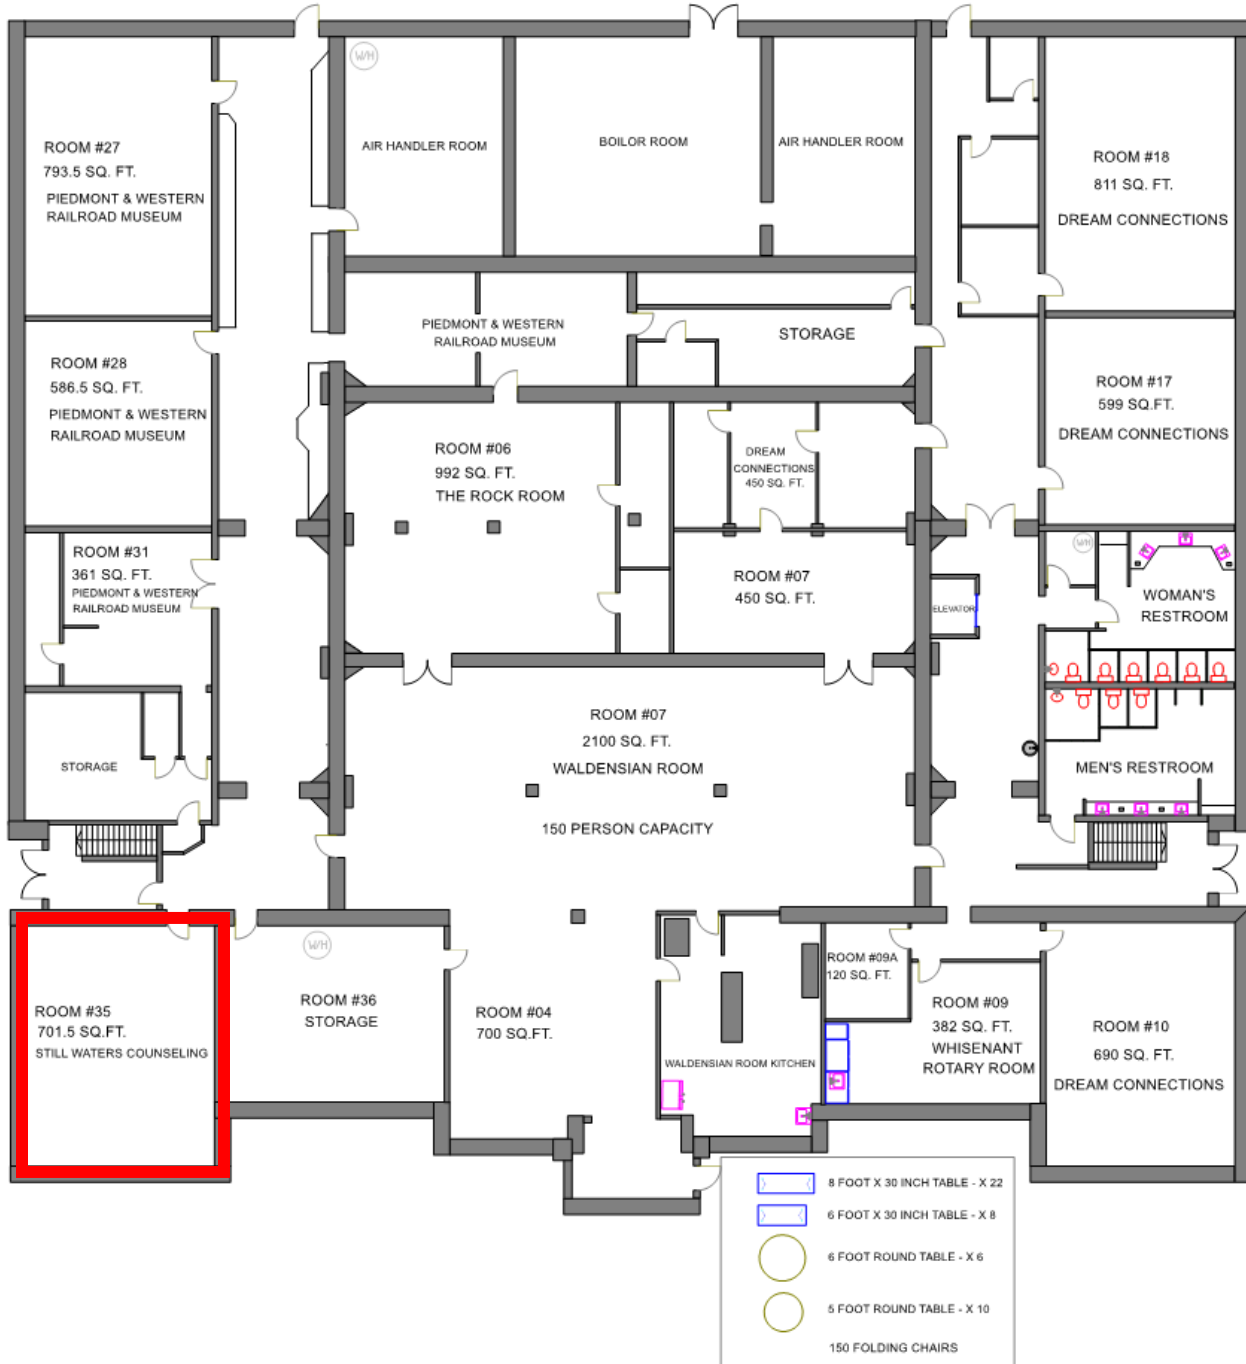 W/H
AIR HANDLER ROOM
BOILOR ROOM
AIR HANDLER ROOM
ROOM #27
793.5 SQ. FT.
PIEDMONT & WESTERN
RAILROAD MUSEUM
ROOM #18
811 SQ. FT.
DREAM CONNECTIONS
PIEDMONT & WESTERN
RAILROAD MUSEUM
STORAGE
ROOM #28
586.5 SQ. FT.
PIEDMONT & WESTERN
RAILROAD MUSEUM
ROOM #17
599 SQ.FT.
DREAM CONNECTIONS
ROOM #06
992 SQ. FT.
THE ROCK ROOM
DREAM
CONNECTIONS
450 SQ. FT.
ROOM #31
361 SQ. FT.
PIEDMONT & WESTERN
RAILROAD MUSEUM
ROOM #07
450 SQ. FT.
ELEVATOR
W/H
WOMAN'S
RESTROOM
ROOM #07
2100 SQ. FT.
WALDENSIAN ROOM
150 PERSON CAPACITY
STORAGE
MEN'S RESTROOM
ROOM #35
701.5 SQ.FT.
STILL WATERS COUNSELING
W/H
ROOM #36
STORAGE
ROOM #04
700 SQ.FT.
WALDENSIAN ROOM KITCHEN
ROOM #09A
120 SQ. FT.
ROOM #09
382 SQ. FT.
WHISENANT
ROTARY ROOM
ROOM #10
690 SQ. FT.
DREAM CONNECTIONS
8 FOOT X 30 INCH TABLE - X 22
6 FOOT X 30 INCH TABLE - X 8
6 FOOT ROUND TABLE - X 6
5 FOOT ROUND TABLE - X 10
150 FOLDING CHAIRS